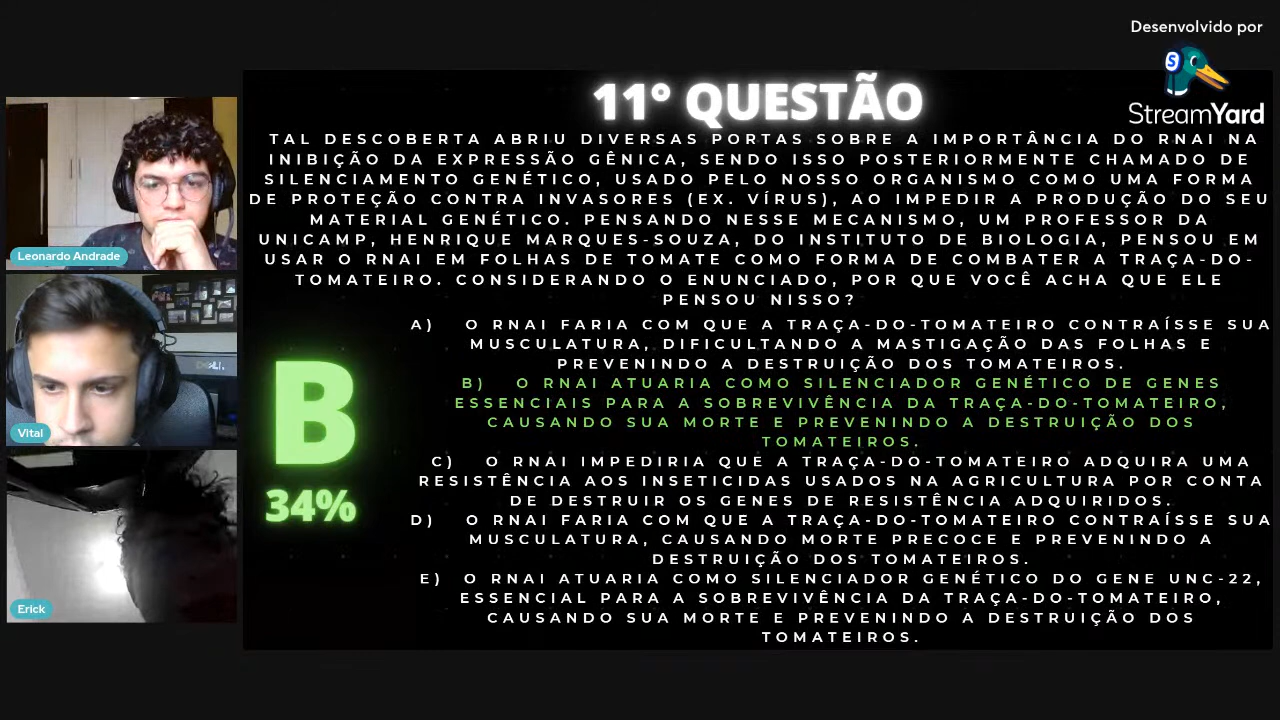 Desenvolvido por
StreamYard
11° QUESTÃO
TAL DESCOBERTA ABRIU DIVERSAS PORTAS SOBRE A IMPORTÂNCIA DO RNAI NA
INIBIÇÃO DA EXPRESSÃO GÊNICA, SENDO ISSO POSTERIORMENTE CHAMADO DE
SILENCIAMENTO GENÉTICO, USADO PELO NOSSO ORGANISMO COMO UMA FORMA
DE PROTEÇÃO CONTRA INVASORES (EX. VÍRUS), AO IMPEDIR A PRODUÇÃO DO SEU
MATERIAL GENÉTICO. PENSANDO NESSE MECANISMO, UM PROFESSOR DA
UNICAMP, HENRIQUE MARQUES-SOUZA, DO INSTITUTO DE BIOLOGIA, PENSOU EM
USAR O RNAI EM FOLHAS DE TOMATE COMO FORMA DE COMBATER A TRAÇA-DO-
TOMATEIRO. CONSIDERANDO O ENUNCIADO, POR QUE VOCÊ ACHA QUE ELE
PENSOU NISSO?
A) O RNAI FARIA COM QUE A TRAÇA-DO-TOMATEIRO CONTRAÍSSE SUA
MUSCULATURA, DIFICULTANDO A MASTIGAÇÃO DAS FOLHAS E
PREVENINDO A DESTRUIÇÃO DOS TOMATEIROS.
B) O RNAI ATUARIA COMO SILENCIADOR GENÉTICO DE GENES
ESSENCIAIS PARA A SOBREVIVÊNCIA DA TRAÇA-DO-TOMATEIRO,
CAUSANDO SUA MORTE E PREVENINDO A DESTRUIÇÃO DOS
TOMATEIROS.
C) O RNAI IMPEDIRIA QUE A TRAÇA-DO-TOMATEIRO ADQUIRA UMA
RESISTÊNCIA AOS INSETICIDAS USADOS NA AGRICULTURA POR CONTA
DE DESTRUIR OS GENES DE RESISTÊNCIA ADQUIRIDOS.
D) O RNAI FARIA COM QUE A TRAÇA-DO-TOMATEIRO CONTRAÍSSE SUA
MUSCULATURA, CAUSANDO MORTE PRECOCE E PREVENINDO A
DESTRUIÇÃO DOS TOMATEIROS.
E) O RNAI ATUARIA COMO SILENCIADOR GENÉTICO DO GENE UNC-22,
ESSENCIAL PARA A SOBREVIVÊNCIA DA TRAÇA-DO-TOMATEIRO,
CAUSANDO SUA MORTE E PREVENINDO A DESTRUIÇÃO DOS
TOMATEIROS.
B
34%
Leonardo Andrade
Vital
Erick